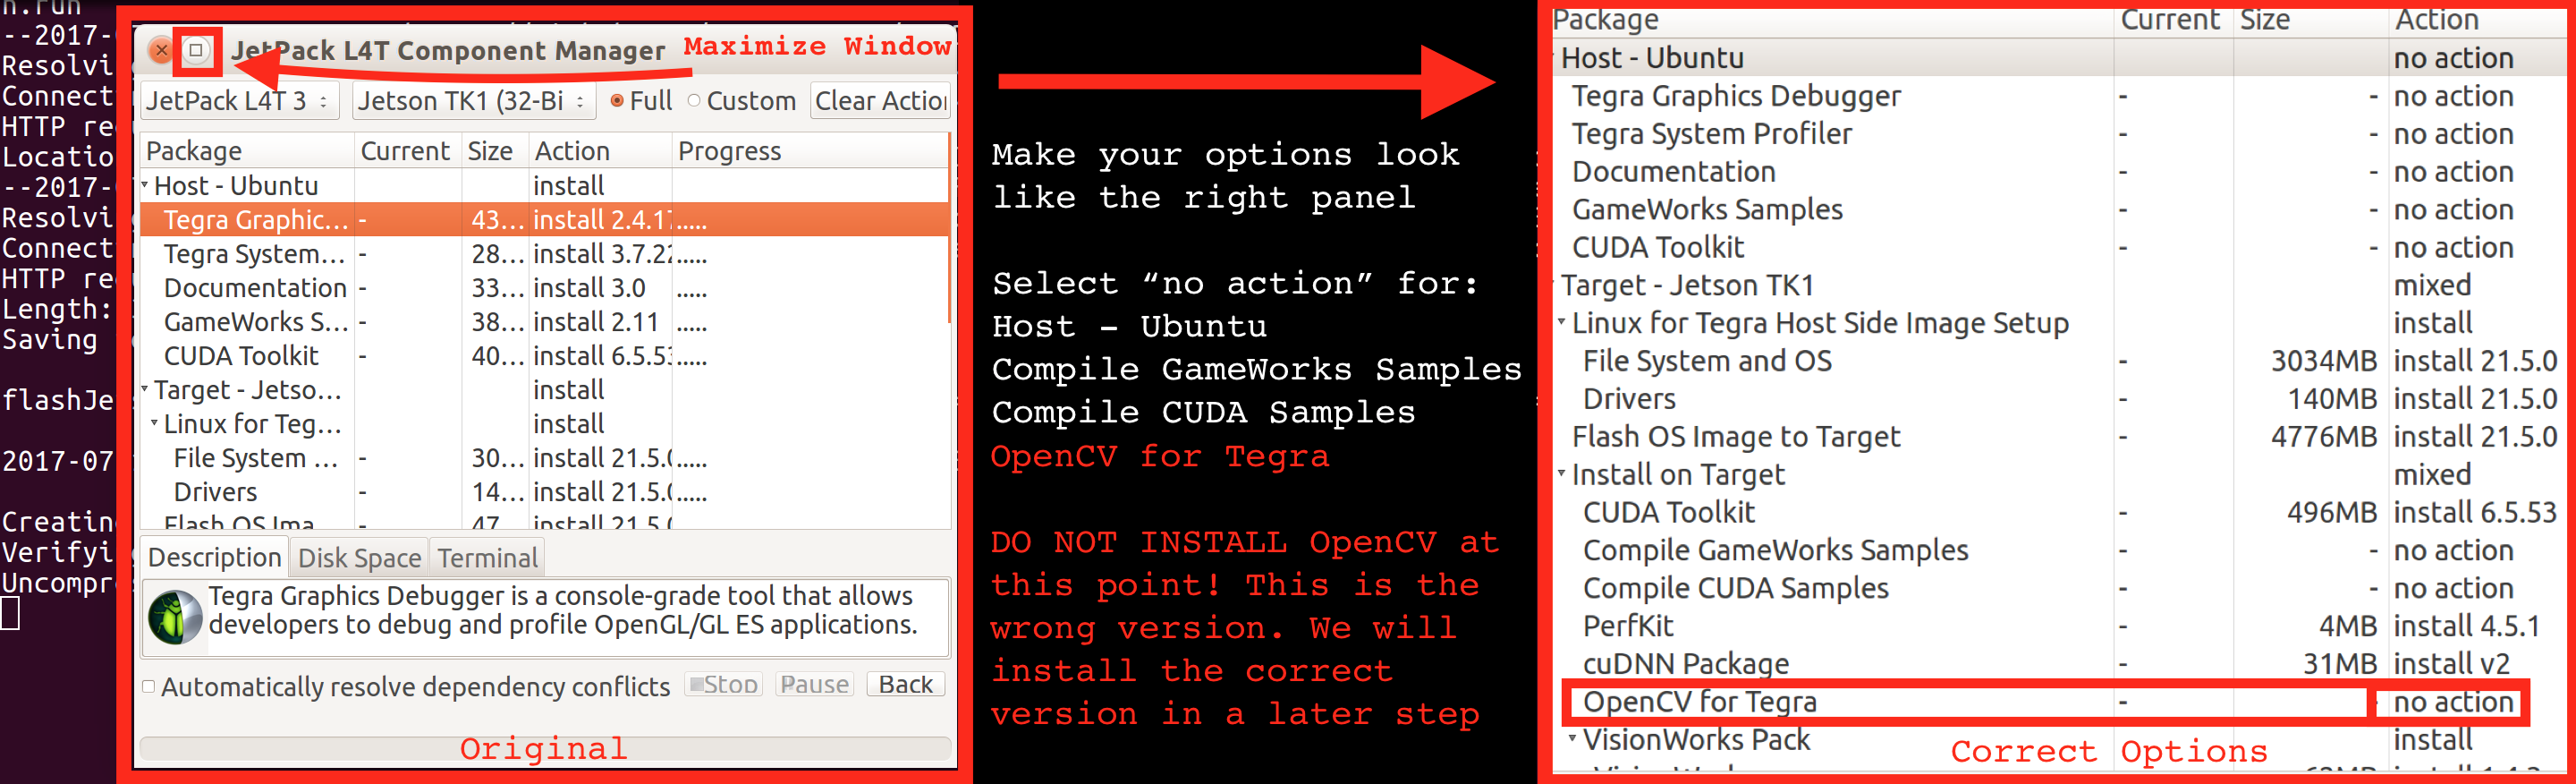 n.run
--2017-
Resolvi
Connect
HTTP re
Locatio
--2017-
Resolvi
Connect
HTTP re
Length:
Saving
flashJe
2017-07
Creating
Verifyi
Uncompre
JetPack L4T Component Manager
Maximize Window
JetPack L4T 3
Jetson TK1 (32-Bi
Full
Custom
Clear Action
Package Current Size Action Progress
Host - Ubuntu install
Tegra Graphic... - 43... install 2.4.17 .....
Tegra System... - 28... install 3.7.22 .....
Documentation - 33... install 3.0 .....
GameWorks S... - 38... install 2.11 .....
CUDA Toolkit - 40... install 6.5.53 .....
Target - Jetso... install
Linux for Teg... install
File System ... - 30... install 21.5.0 .....
Drivers - 14... install 21.5.0 .....
Flash OS Ima 47 install 21.5.0
Description Disk Space Terminal
Tegra Graphics Debugger is a console-grade tool that allows
developers to debug and profile OpenGL/GL ES applications.
Automatically resolve dependency conflicts
Stop
Pause
Back
Original
Make your options look
like the right panel
Select “no action” for:
Host – Ubuntu
Compile GameWorks Samples
Compile CUDA Samples
OpenCV for Tegra
DO NOT INSTALL OpenCV at
this point! This is the
wrong version. We will
install the correct
version in a later step
Package Current Size Action
Host - Ubuntu no action
Tegra Graphics Debugger - - no action
Tegra System Profiler - - no action
Documentation - - no action
GameWorks Samples - - no action
CUDA Toolkit - - no action
Target - Jetson TK1 mixed
Linux for Tegra Host Side Image Setup install
File System and OS - 3034MB install 21.5.0
Drivers - 140MB install 21.5.0
Flash OS Image to Target - 4776MB install 21.5.0
Install on Target mixed
CUDA Toolkit - 496MB install 6.5.53
Compile GameWorks Samples - - no action
Compile CUDA Samples - - no action
PerfKit - 4MB install 4.5.1
cuDNN Package - 31MB install v2
OpenCV for Tegra - - no action
VisionWorks Pack install
Correct Options